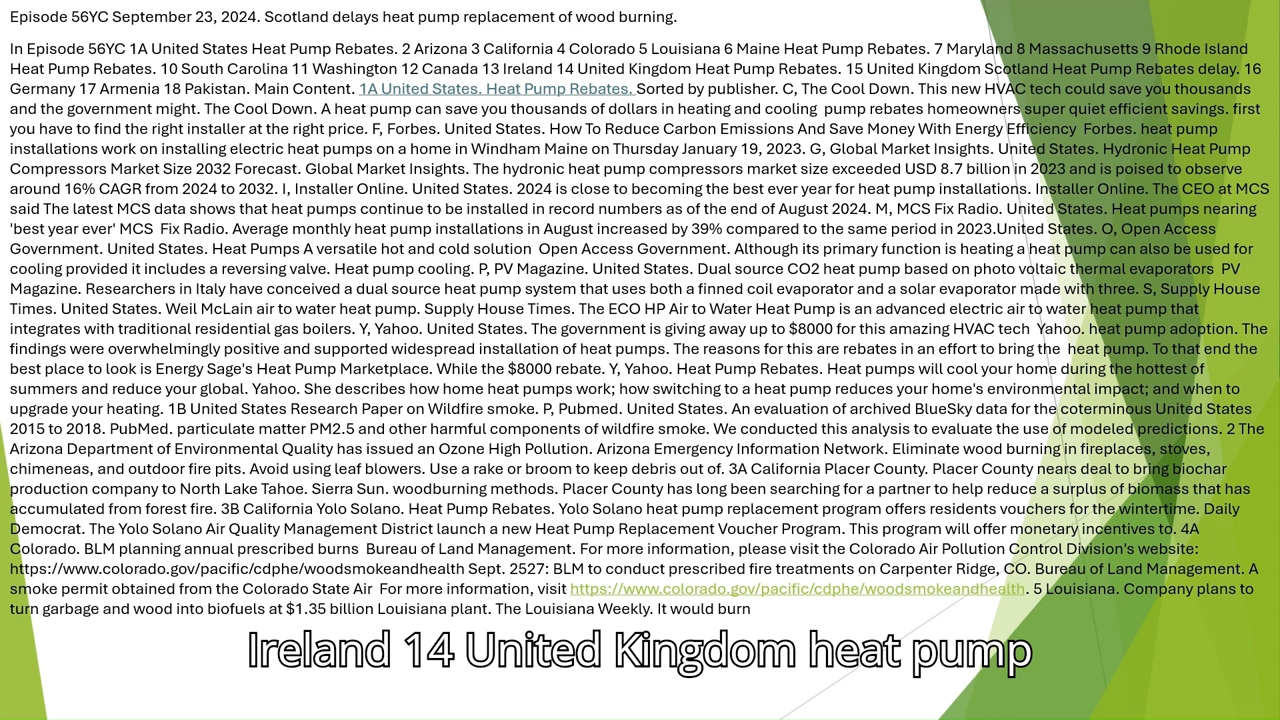 Episode 56YC September 23, 2024. Scotland delays heat pump replacement of wood burning.
In Episode 56YC 1A United States Heat Pump Rebates. 2 Arizona 3 California 4 Colorado 5 Louisiana 6 Maine Heat Pump Rebates. 7 Maryland 8 Massachusetts 9 Rhode Island
Heat Pump Rebates. 10 South Carolina 11 Washington 12 Canada 13 Ireland 14 United Kingdom Heat Pump Rebates. 15 United Kingdom Scotland Heat Pump Rebates delay. 16
Germany 17 Armenia 18 Pakistan. Main Content. 1A United States. Heat Pump Rebates. Sorted by publisher. C, The Cool Down. This new HVAC tech could save you thousands
and the government might. The Cool Down. A heat pump can save you thousands of dollars in heating and cooling  pump rebates homeowners super quiet efficient savings. first
you have to find the right installer at the right price. F, Forbes. United States. How To Reduce Carbon Emissions And Save Money With Energy Efficiency  Forbes. heat pump
installations work on installing electric heat pumps on a home in Windham Maine on Thursday January 19, 2023. G, Global Market Insights. United States. Hydronic Heat Pump
Compressors Market Size 2032 Forecast. Global Market Insights. The hydronic heat pump compressors market size exceeded USD 8.7 billion in 2023 and is poised to observe
around 16% CAGR from 2024 to 2032. I, Installer Online. United States. 2024 is close to becoming the best ever year for heat pump installations. Installer Online. The CEO at MCS
said The latest MCS data shows that heat pumps continue to be installed in record numbers as of the end of August 2024. M, MCS Fix Radio. United States. Heat pumps nearing
'best year ever' MCS  Fix Radio. Average monthly heat pump installations in August increased by 39% compared to the same period in 2023.United States. O, Open Access
Government. United States. Heat Pumps A versatile hot and cold solution  Open Access Government. Although its primary function is heating a heat pump can also be used for
cooling provided it includes a reversing valve. Heat pump cooling. P, PV Magazine. United States. Dual source CO2 heat pump based on photo voltaic thermal evaporators  PV
Magazine. Researchers in Italy have conceived a dual source heat pump system that uses both a finned coil evaporator and a solar evaporator made with three. S, Supply House
Times. United States. Weil McLain air to water heat pump. Supply House Times. The ECO HP Air to Water Heat Pump is an advanced electric air to water heat pump that
integrates with traditional residential gas boilers. Y, Yahoo. United States. The government is giving away up to $8000 for this amazing HVAC tech  Yahoo. heat pump adoption. The
findings were overwhelmingly positive and supported widespread installation of heat pumps. The reasons for this are rebates in an effort to bring the  heat pump. To that end the
best place to look is Energy Sage's Heat Pump Marketplace. While the $8000 rebate. Y, Yahoo. Heat Pump Rebates. Heat pumps will cool your home during the hottest of
summers and reduce your global. Yahoo. She describes how home heat pumps work; how switching to a heat pump reduces your home's environmental impact; and when to
upgrade your heating. 1B United States Research Paper on Wildfire smoke. P, Pubmed. United States. An evaluation of archived BlueSky data for the coterminous United States
2015 to 2018. PubMed. particulate matter PM2.5 and other harmful components of wildfire smoke. We conducted this analysis to evaluate the use of modeled predictions. 2 The
Arizona Department of Environmental Quality has issued an Ozone High Pollution. Arizona Emergency Information Network. Eliminate wood burning in fireplaces, stoves,
chimeneas, and outdoor fire pits. Avoid using leaf blowers. Use a rake or broom to keep debris out of. 3A California Placer County. Placer County nears deal to bring biochar
production company to North Lake Tahoe. Sierra Sun. woodburning methods. Placer County has long been searching for a partner to help reduce a surplus of biomass that has
accumulated from forest fire. 3B California Yolo Solano. Heat Pump Rebates. Yolo Solano heat pump replacement program offers residents vouchers for the wintertime. Daily
Democrat. The Yolo Solano Air Quality Management District launch a new Heat Pump Replacement Voucher Program. This program will offer monetary incentives to. 4A
Colorado. BLM planning annual prescribed burns  Bureau of Land Management. For more information, please visit the Colorado Air Pollution Control Division's website:
https://www.colorado.gov/pacific/cdphe/woodsmokeandhealth Sept. 2527: BLM to conduct prescribed fire treatments on Carpenter Ridge, CO. Bureau of Land Management. A
smoke permit obtained from the Colorado State Air  For more information, visit https://www.colorado.gov/pacific/cdphe/woodsmokeandhealth. 5 Louisiana. Company plans to
turn garbage and wood into biofuels at $1.35 billion Louisiana plant. The Louisiana Weekly. It would burn
Ireland 14 United Kingdom heat pump